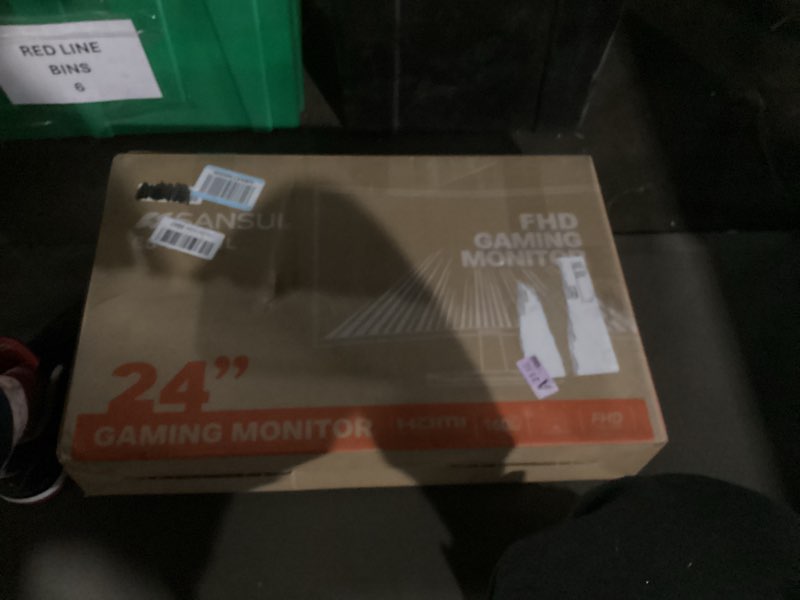 RED LINE
BINS
6
SANSUI
FHD
GAMING
MONITOR
24”
GAMING MONITOR
HDMI
FHD